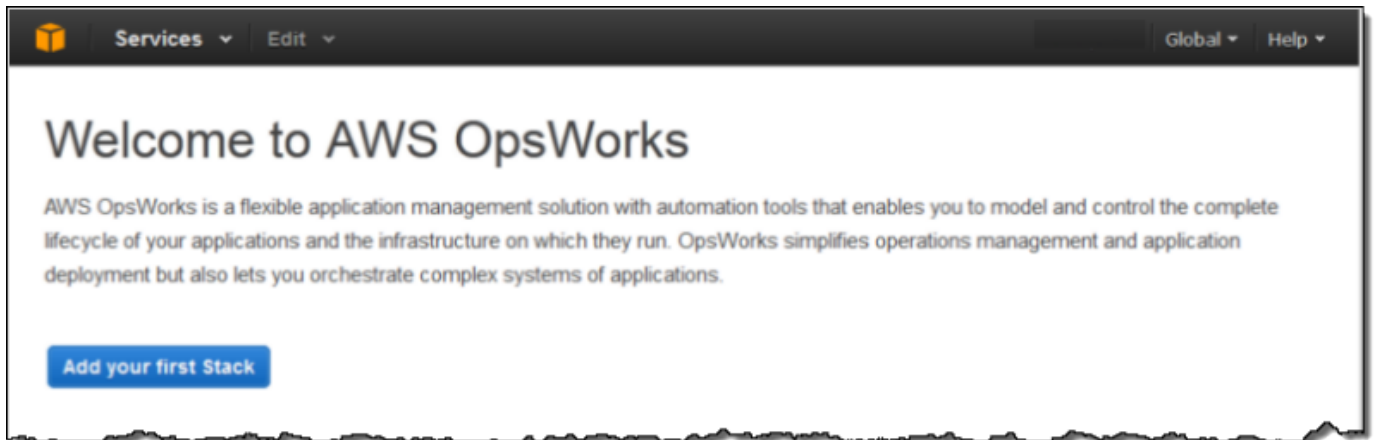 Services Edit Global Help
Welcome to AWS OpsWorks
AWS OpsWorks is a flexible application management solution with automation tools that enables you to model and control the complete
lifecycle of your applications and the infrastructure on which they run. OpsWorks simplifies operations management and application
deployment but also lets you orchestrate complex systems of applications.
Add your first Stack